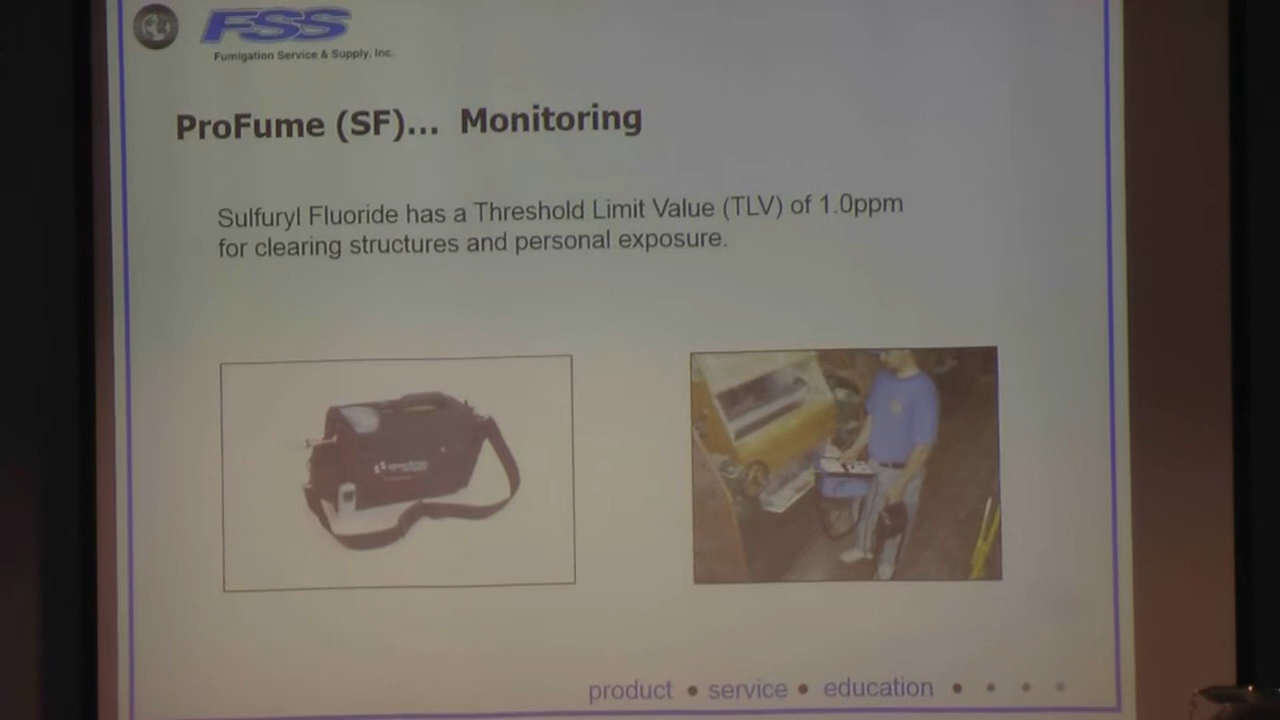 FSS
Fumigation Service & Supply, Inc.
ProFume (SF)... Monitoring
Sulfuryl Fluoride has a Threshold Limit Value (TLV) of 1.0ppm
for clearing structures and personal exposure.
product • service • education • • • •